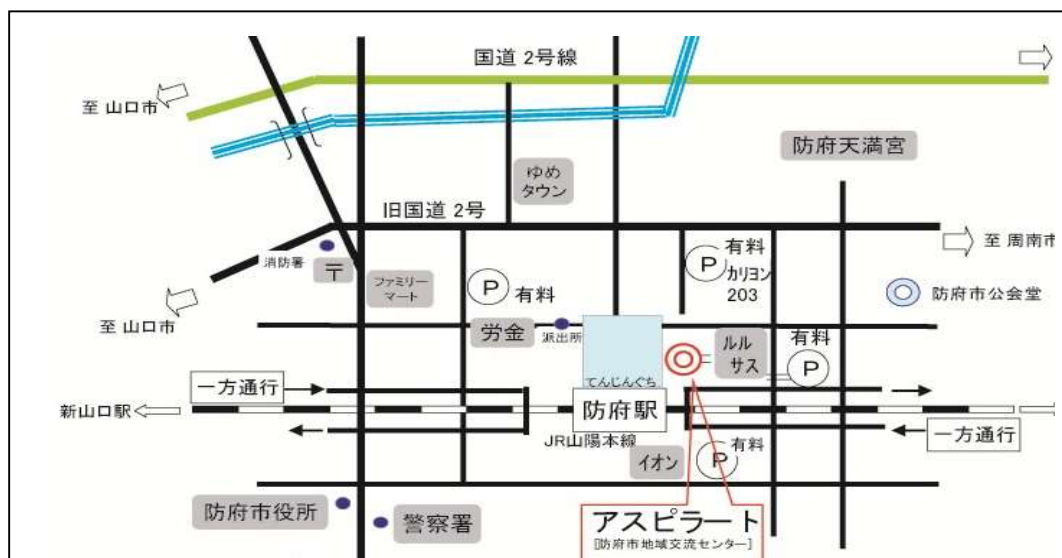 国道 2号線
至 山口市
防府天満宮
ゆめ
タウン
旧国道 2号
至 周南市
消防署
〒
ファミリー
マート
P
有料
P
有料
カリヨン
203
防府市公会堂
至 山口市
労金
派出所
ルル
サス
有料
P
てんじんぐち
一方通行
新山口駅
防府駅
JR山陽本線
一方通行
イオン
P
有料
防府市役所
警察署
アスピラート
[防府市地域交流センター]